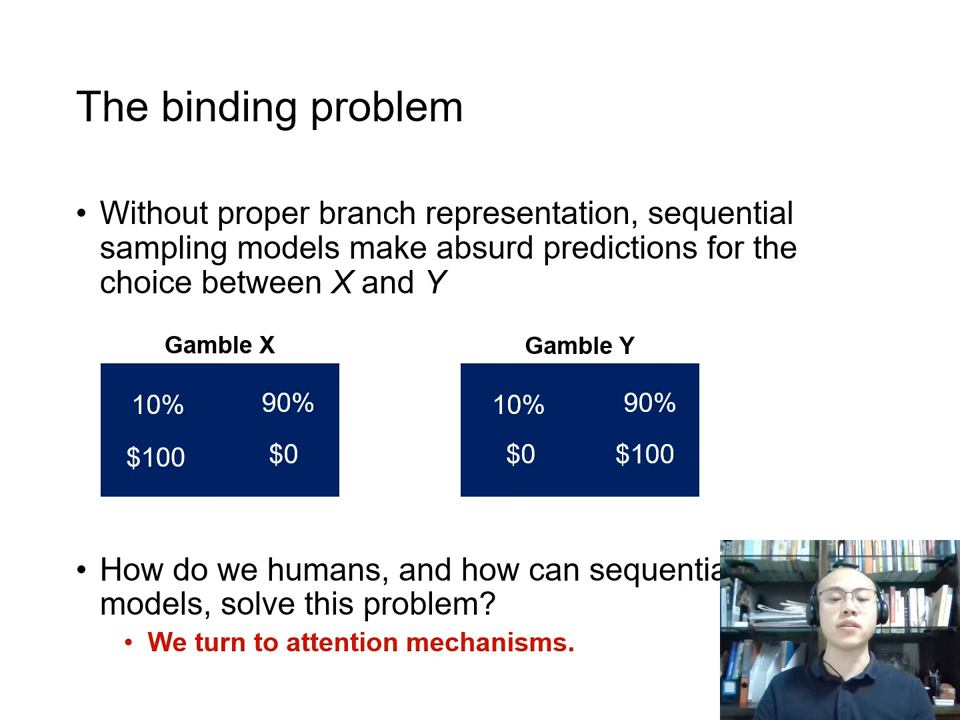 The binding problem
• Without proper branch representation, sequential
sampling models make absurd predictions for the
choice between X and Y
Gamble X
Gamble Y
10% 90%
$100 $0
10% 90%
$0 $100
• How do we humans, and how can
models, solve this problem?
• We turn to attention mechanisms.